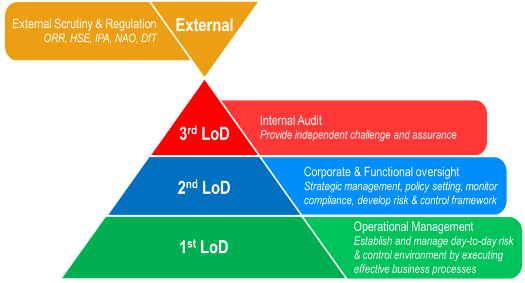 External Scrutiny & Regulation
ORR, HSE, IPA, NAO, DfT
External
3rd LoD
Internal Audit
Provide independent challenge and assurance
2nd LoD
Corporate & Functional oversight
Strategic management, policy setting, monitor
compliance, develop risk & control framework
1st LoD
Operational Management
Establish and manage day-to-day risk
& control environment by executing
effective business processes